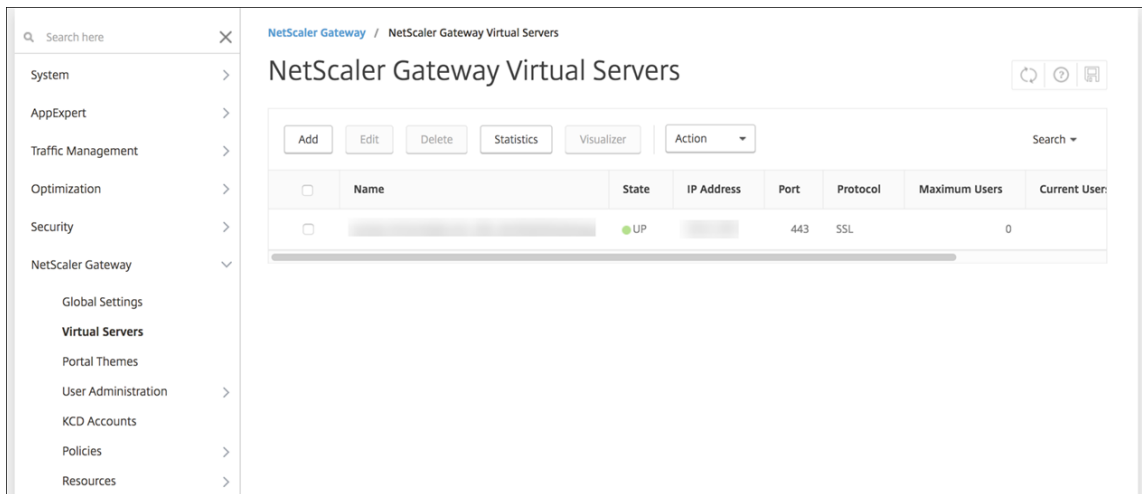 Search here
System
AppExpert
Traffic Management
Optimization
Security
NetScaler Gateway
Global Settings
Virtual Servers
Portal Themes
User Administration
KCD Accounts
Policies
Resources
NetScaler Gateway / NetScaler Gateway Virtual Servers
NetScaler Gateway Virtual Servers
Add Edit Delete Statistics Visualizer Action Search
Name State IP Address Port Protocol Maximum Users Current
UP 443 SSL 0